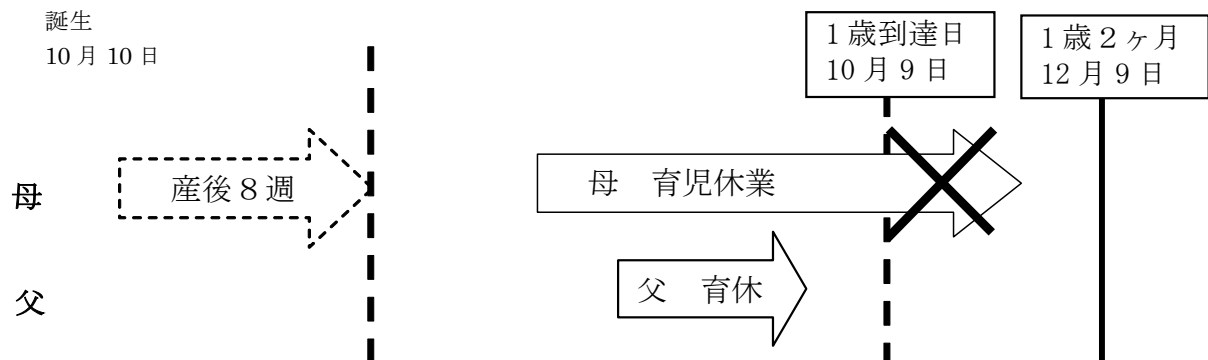 誕生
10月10日
1歳到達日
10月9日
1歳2ヶ月
12月9日
母
産後8週
母 育児休業
父
父 育休